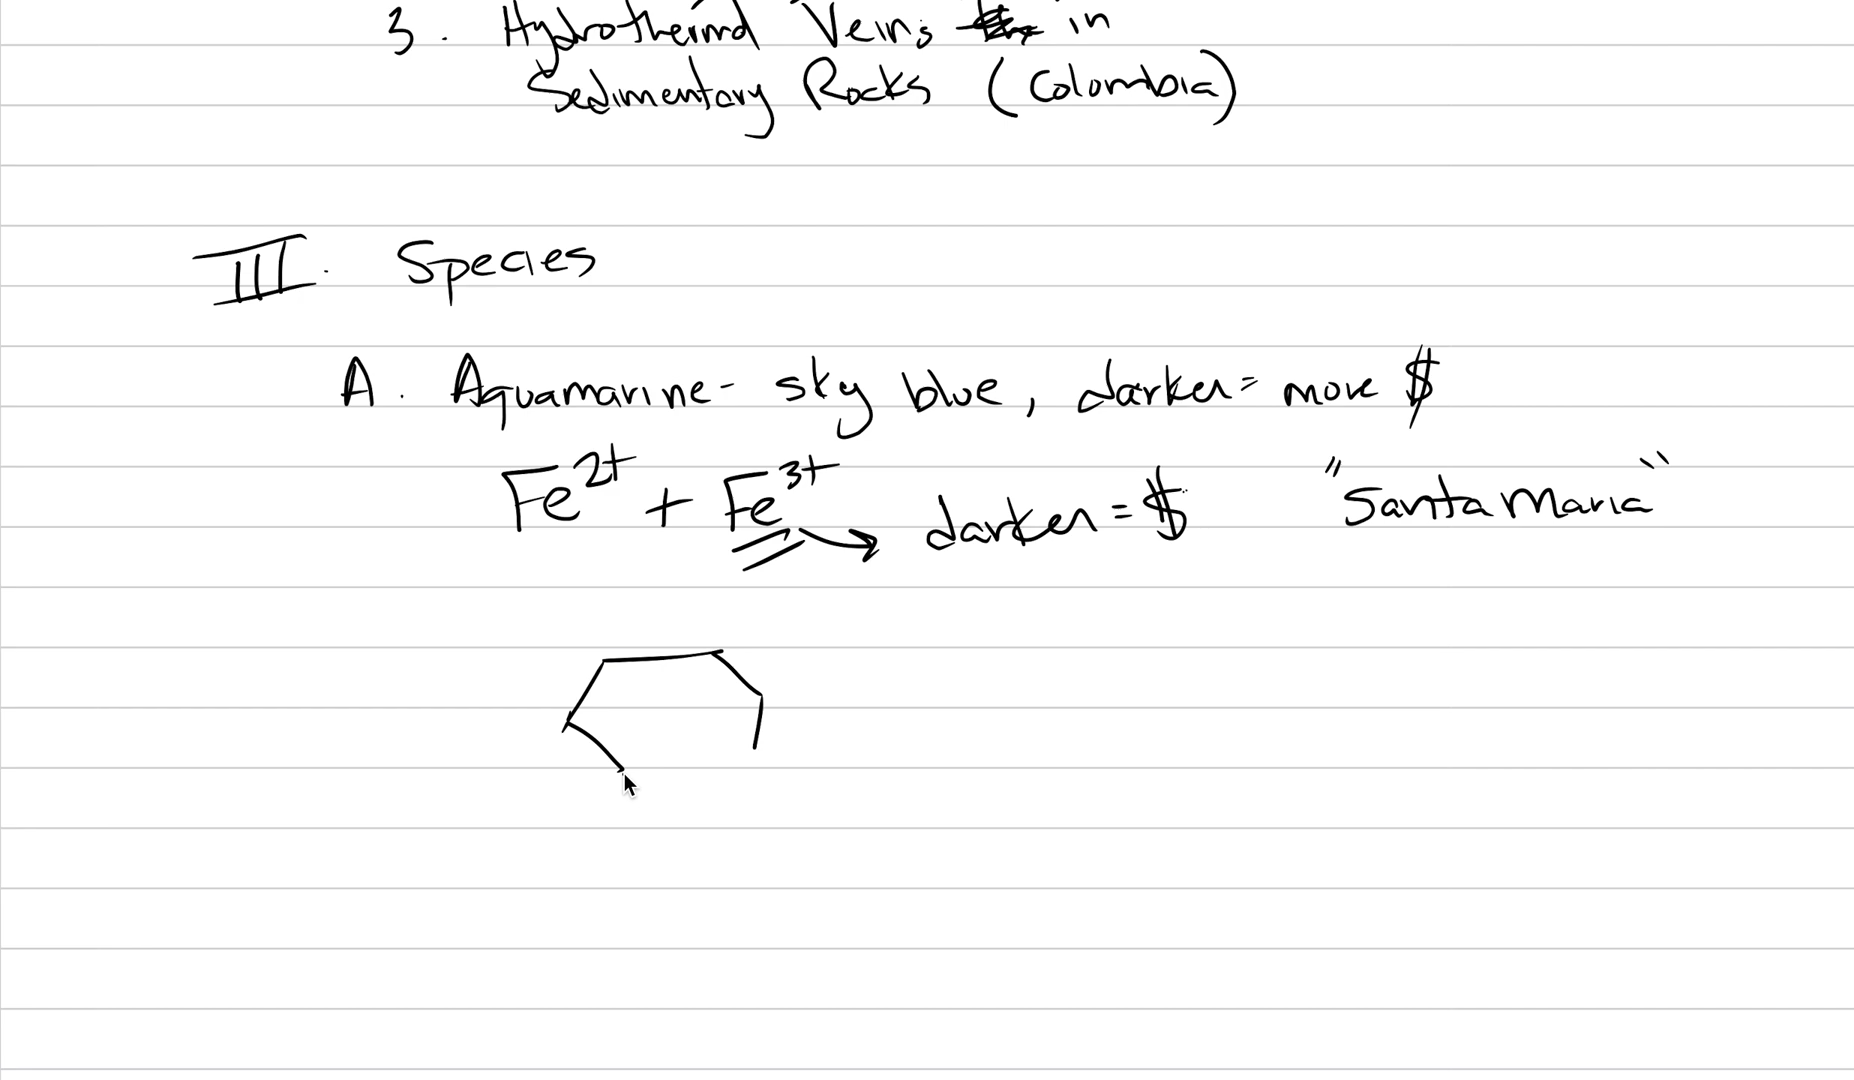 3. Hydrothermal Veins in
Sedimentary Rocks (Colombia)
III. Species
A. Aquamarine - sky blue, darker = more $
Fe2+ + Fe3+ → darker = $ "Santa Maria"